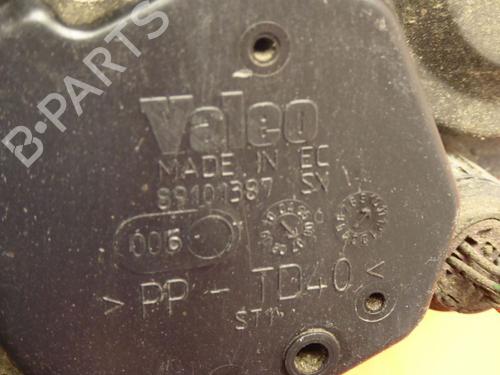 B-PARTS
Valeo
MADE IN EC
89101387 SV
006
> PP - TD40 <